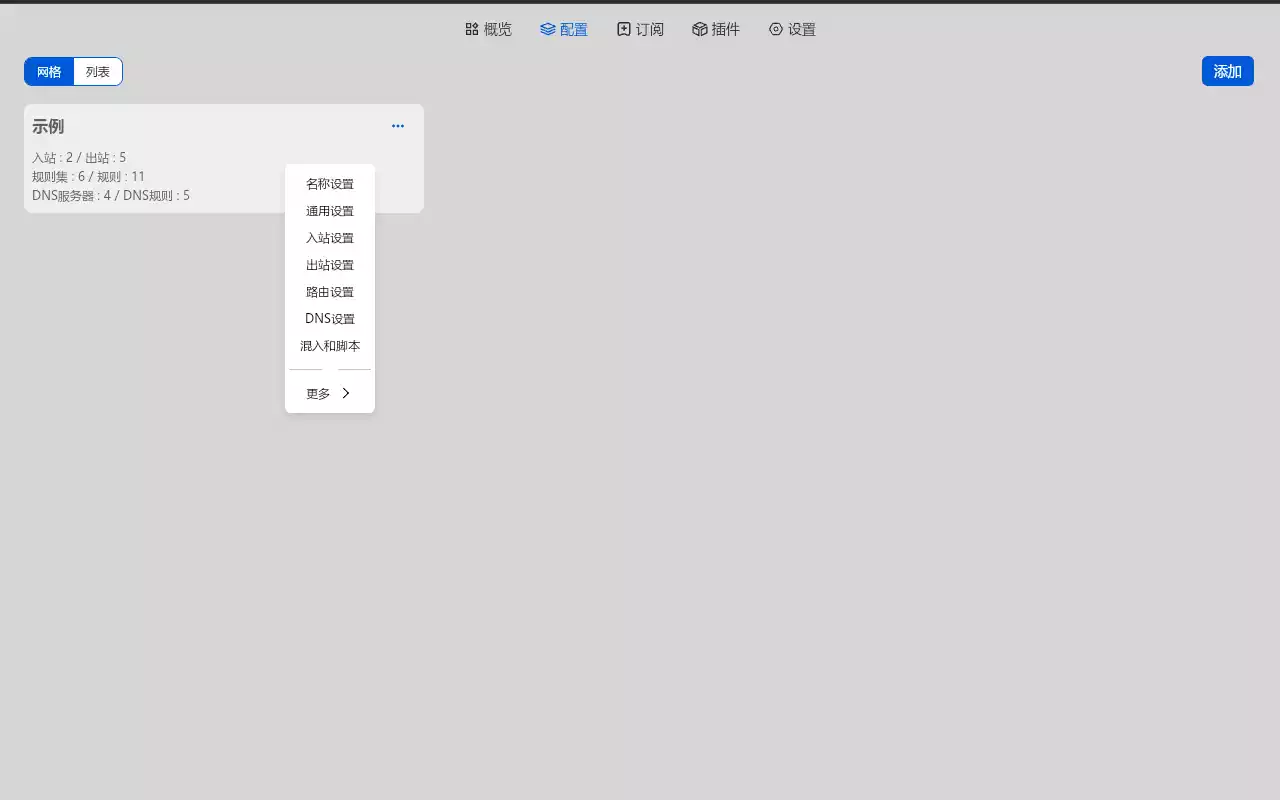 概览 配置 订阅 插件 设置
网格 列表 添加
示例
入站 : 2 / 出站 : 5
规则集 : 6 / 规则 : 11
DNS服务器 : 4 / DNS规则 : 5
名称设置
通用设置
入站设置
出站设置
路由设置
DNS设置
混入和脚本
更多